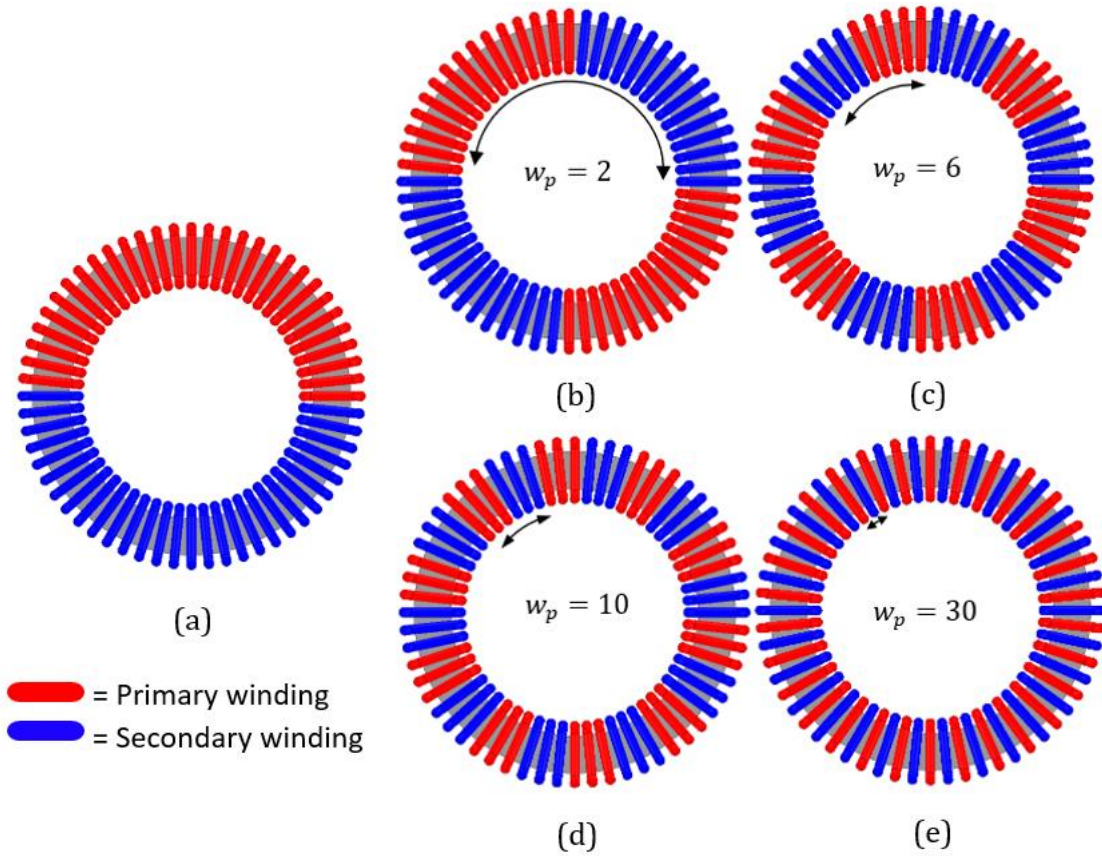 w_p = 2
w_p = 6
(b)
(c)
(a)
w_p = 10
w_p = 30
= Primary winding
= Secondary winding
(d)
(e)